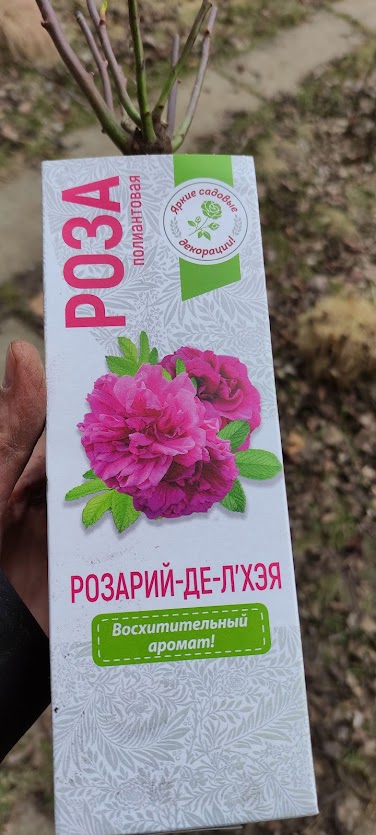 РОЗА
полиантовая
Яркие садовые
декорации!
РОЗАРИЙ-ДЕ-Л'ХЭЯ
Восхитительный
аромат!